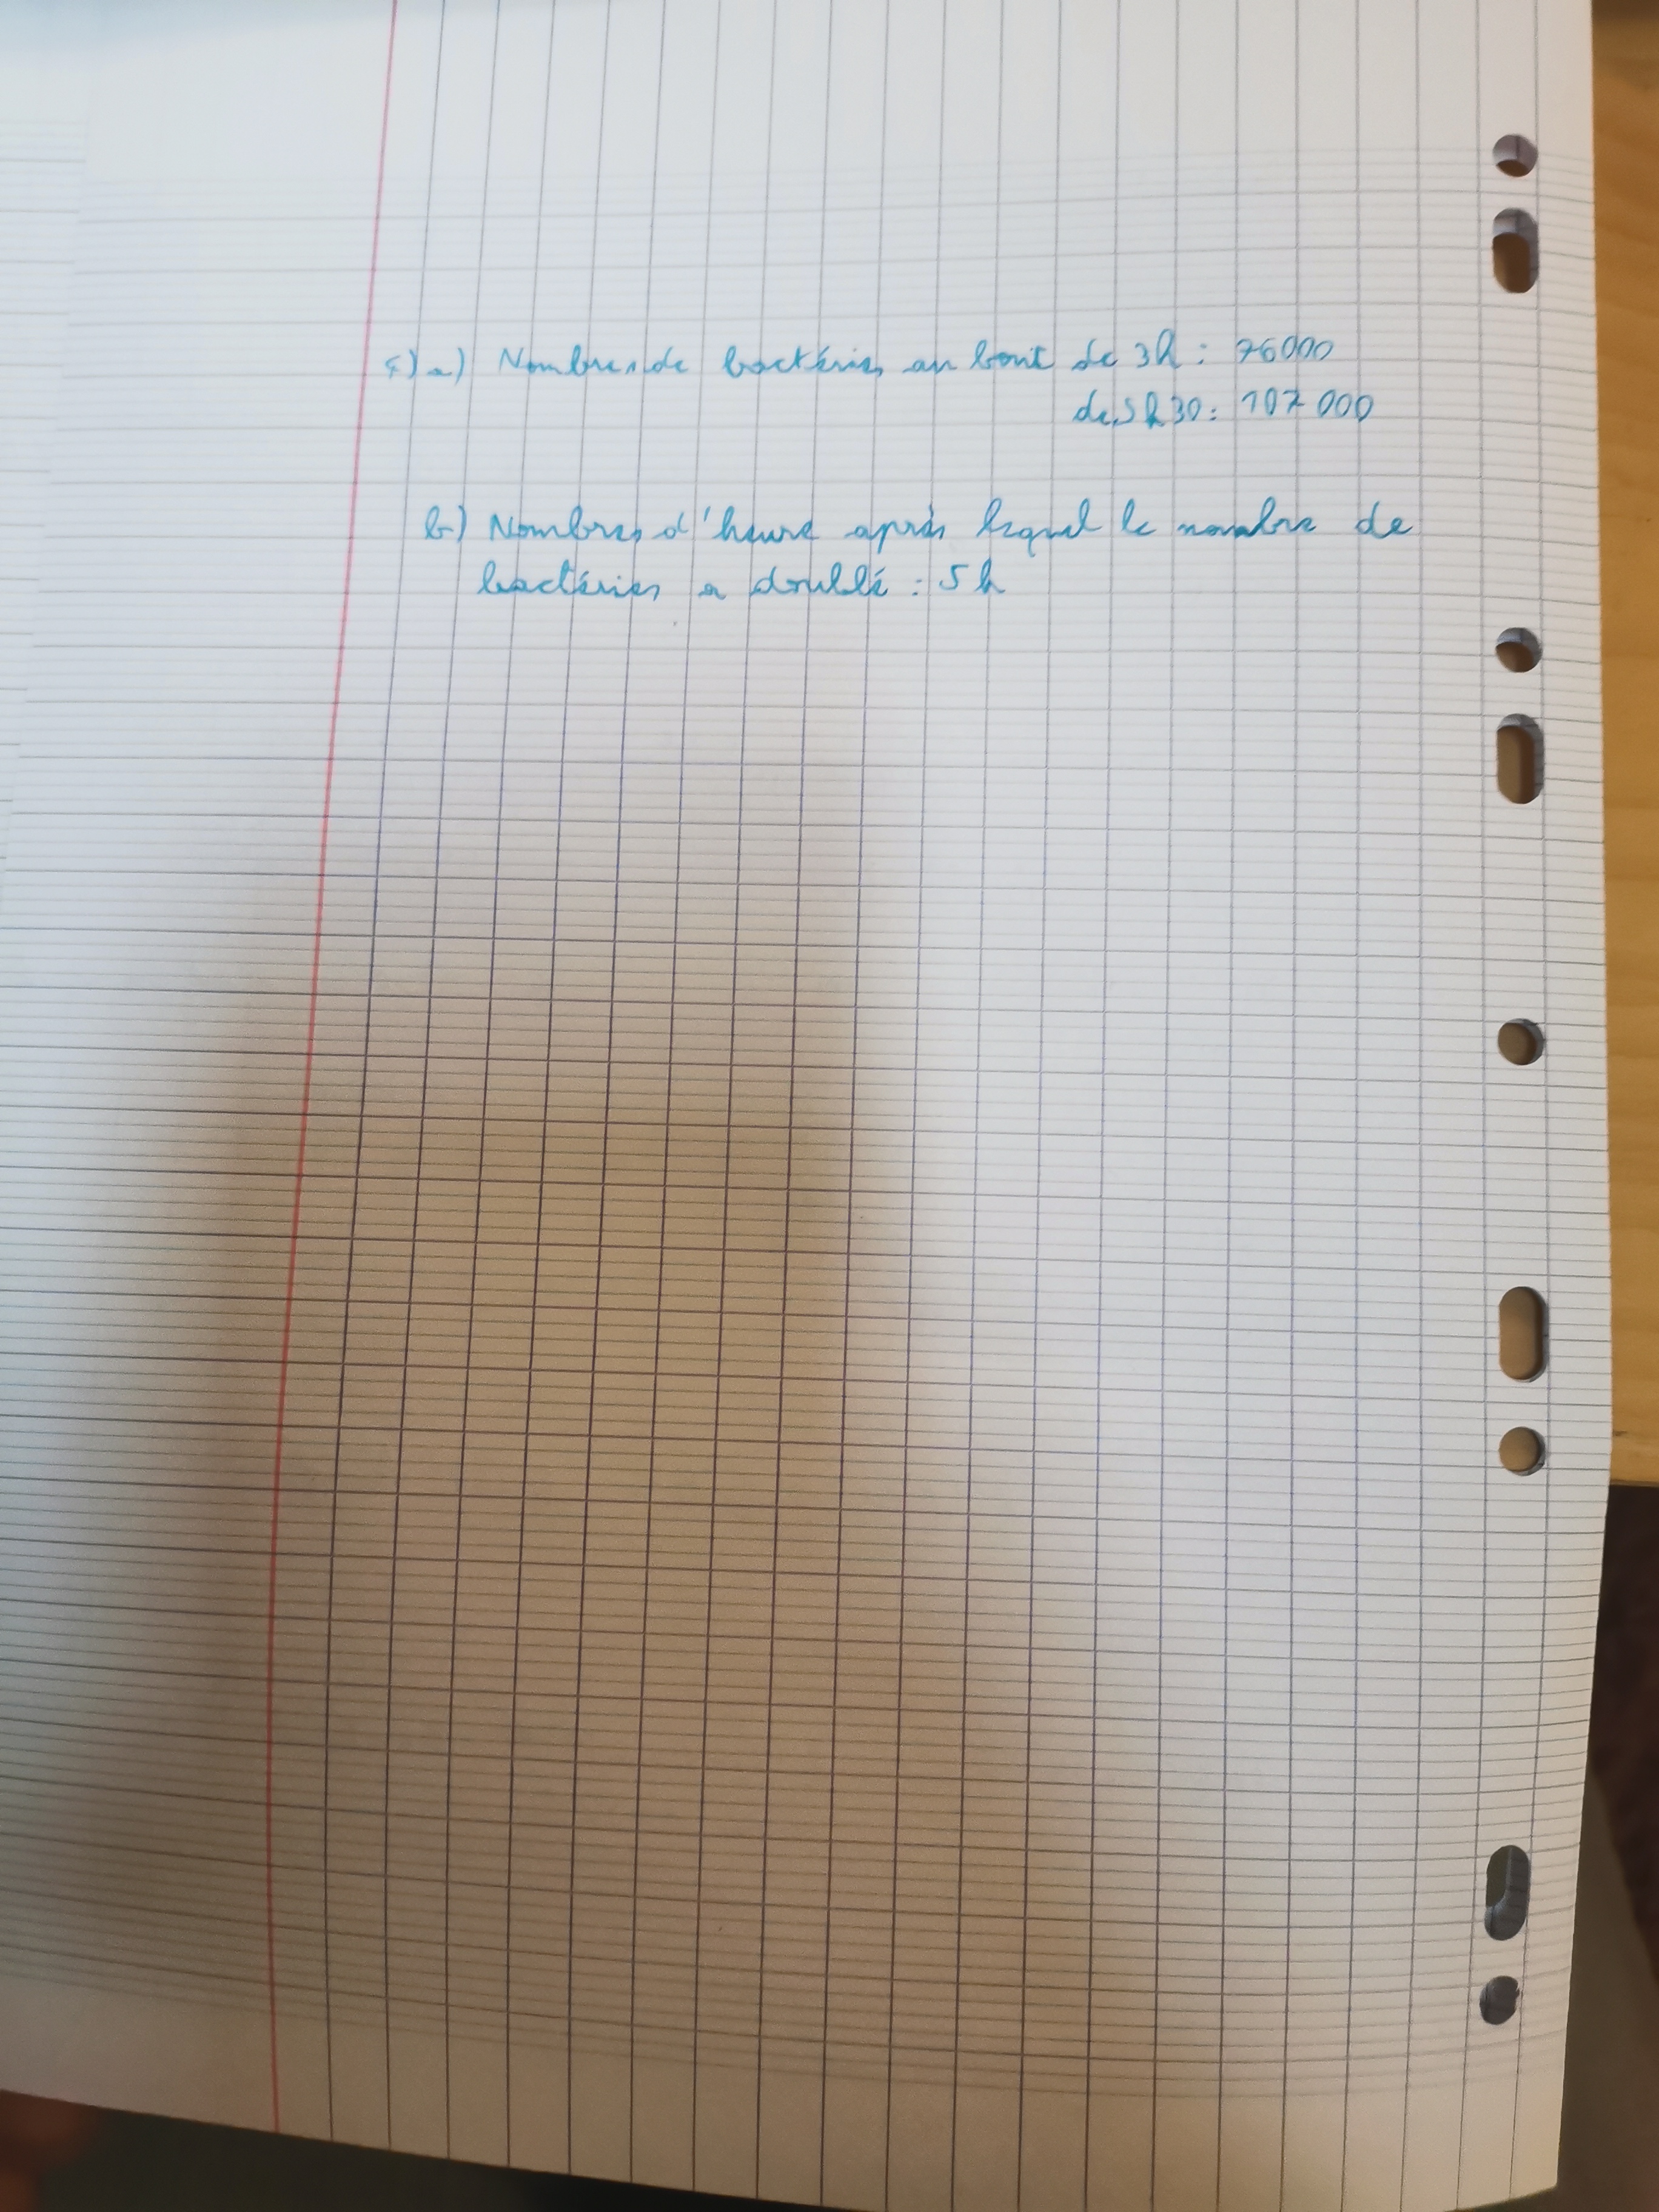 4) a) Nombres de bactéries au bout de 3h : 76000
de 5h30 : 107 000
b) Nombres d'heure après lequel le nombre de
bactéries a doublé : 5h